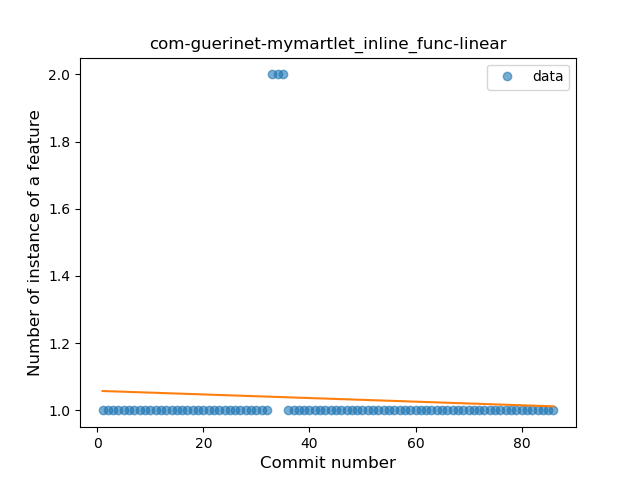 com-guerinet-mymartlet_inline_func-linear
data
Number of instance of a feature
2.0
1.8
1.6
1.4
1.2
1.0
0
20
40
60
80
Commit number